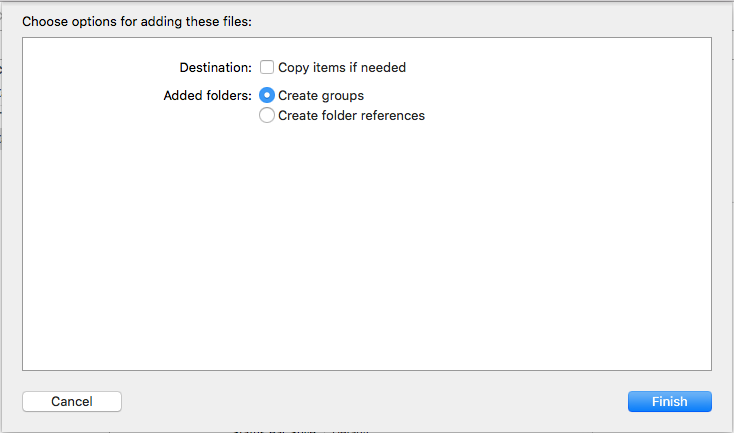 Choose options for adding these files:
Destination: Copy items if needed
Added folders: Create groups
Create folder references
Cancel Finish